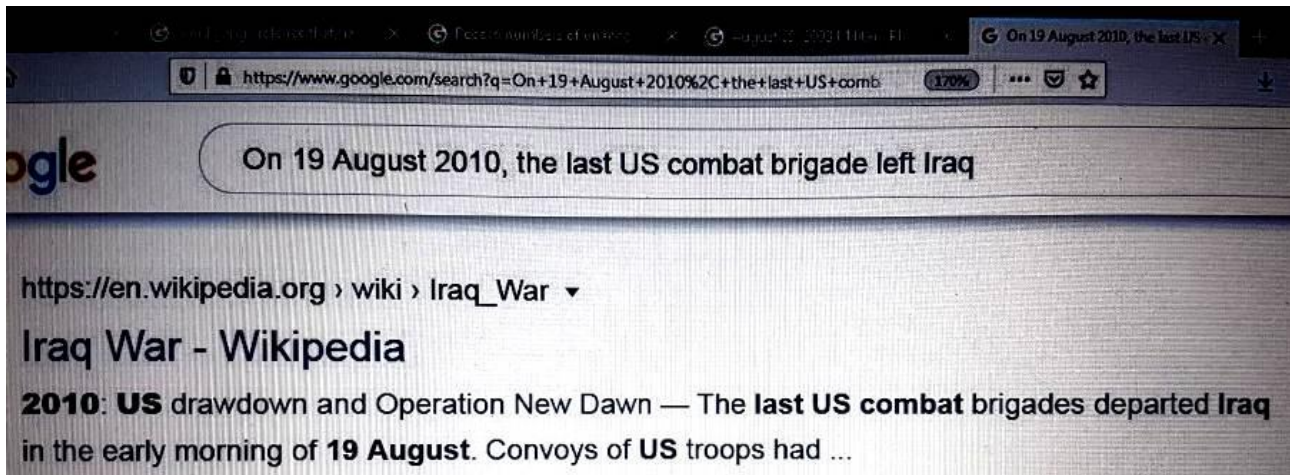 On 19 August 2010, the last US
https://www.google.com/search?q=On+19+August+2010%2C+the+last+US+comb 170%
ogle On 19 August 2010, the last US combat brigade left Iraq
https://en.wikipedia.org › wiki › Iraq_War
Iraq War - Wikipedia
2010: US drawdown and Operation New Dawn — The last US combat brigades departed Iraq
in the early morning of 19 August. Convoys of US troops had ...